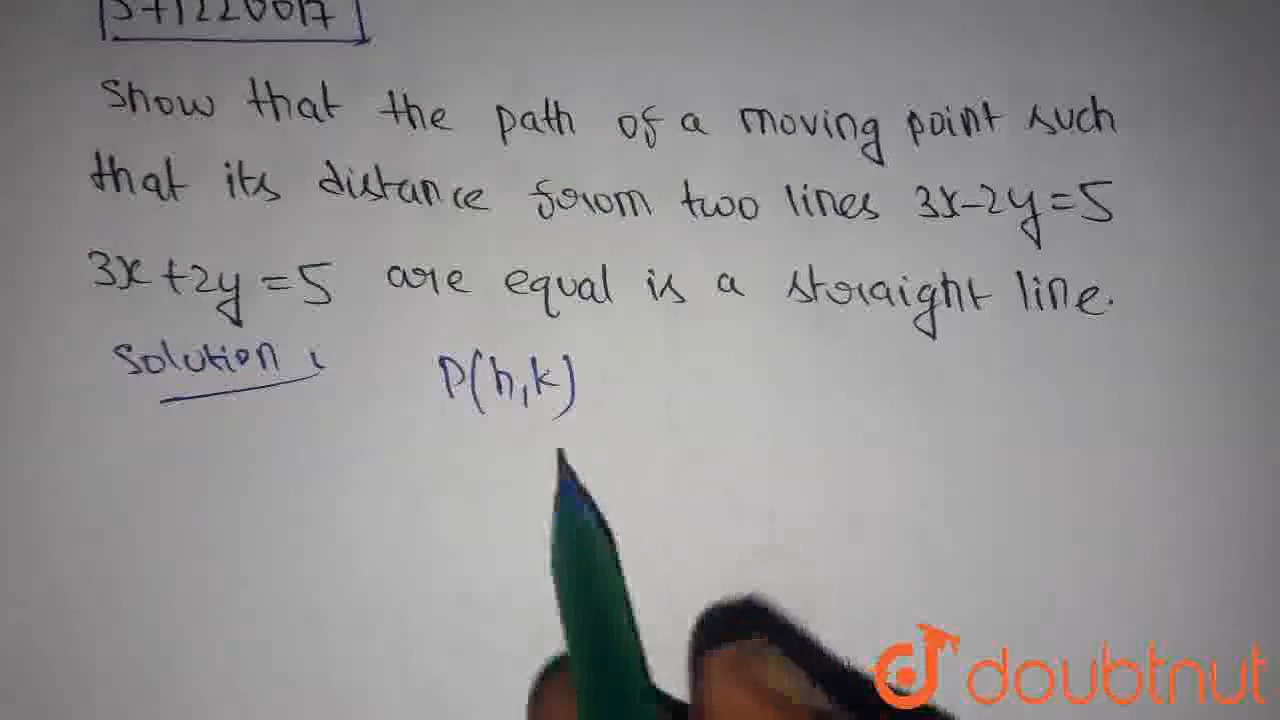 Show that the path of a moving point such
that its distance form two lines 3x-2y=5
3x+2y=5 are equal is a straight line.
Solution:
P(h,k)
doubtnut